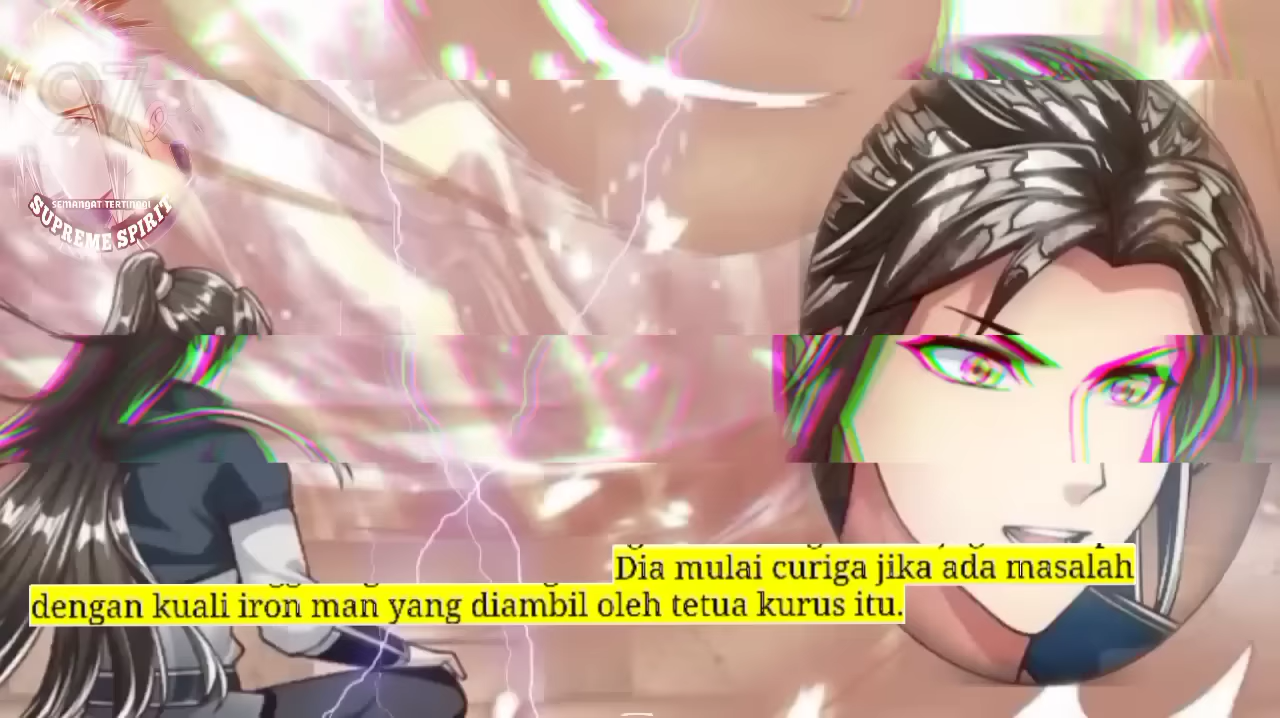 97
SEMANGAT TERTINGGI
SUPREME SPIRIT
Dia mulai curiga jika ada masalah
dengan kuali iron man yang diambil oleh tetua kurus itu.